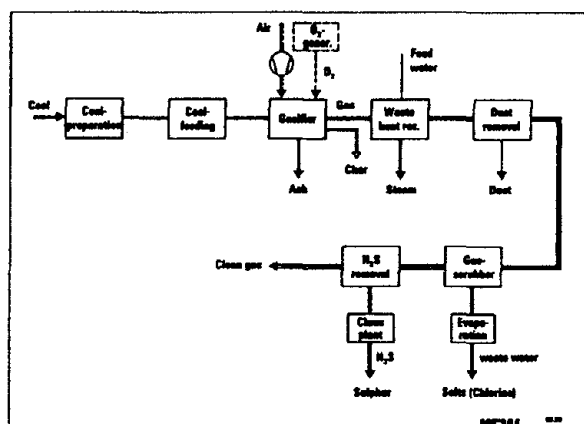 Air
O₂-
gener.
O₂
Feed
water
Coal
Coal-
preparation
Coal-
feeding
Gasifier
Gas
Waste
heat rec.
Dust
removal
Ash
Char
Steam
Dust
Clean gas
H₂S
removal
Gas-
scrubber
Claus
plant
Evapo-
ration
H₂S
waste water
Sulphur
Salts (Chlorine)